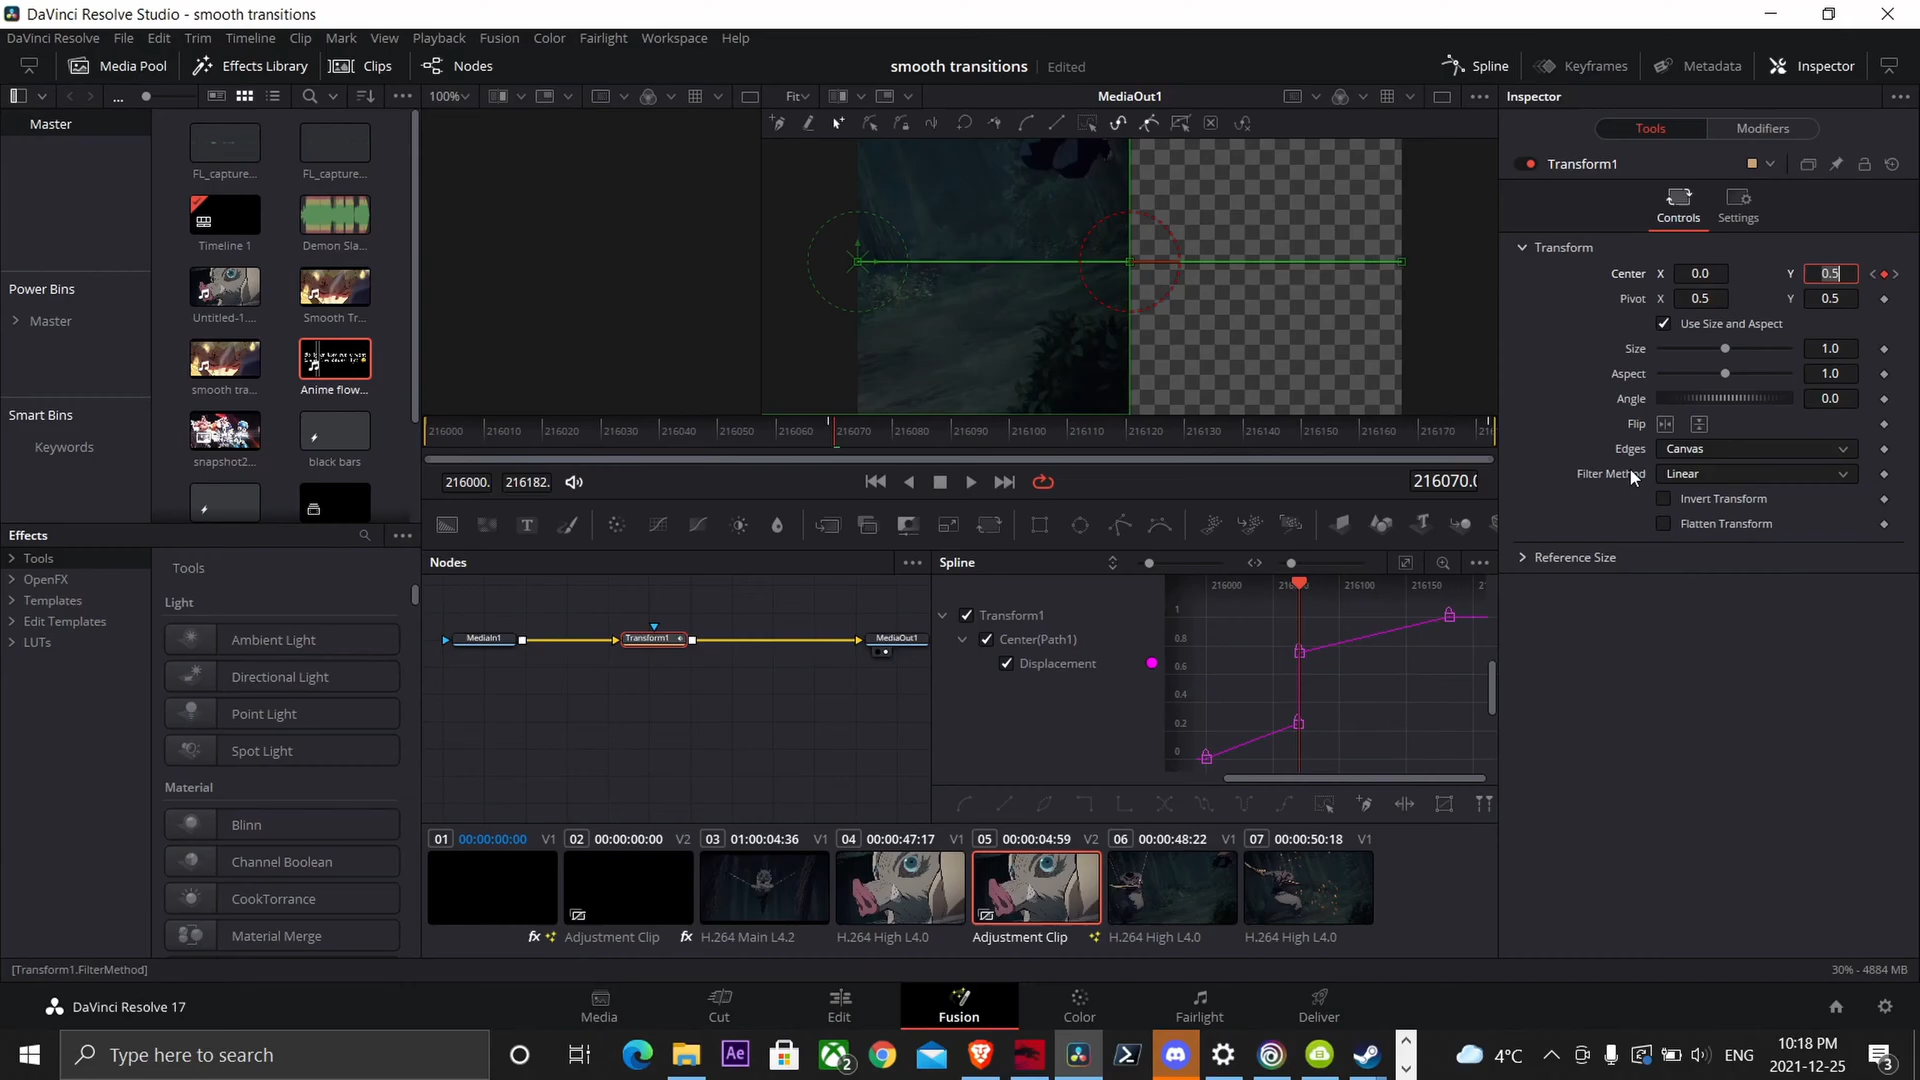 DaVinci Resolve Studio - smooth transitions
DaVinci Resolve File Edit Trim Timeline Clip Mark View Playback Fusion Color Fairlight Workspace Help
Media Pool Effects Library Clips Nodes smooth transitions Edited Spline Keyframes Metadata Inspector
... 100% Fit MediaOut1 Inspector
Master
FL_capture... FL_capture...
Timeline 1 Demon Sla...
Power Bins
Master
Untitled-1.... Smooth Tr...
smooth tra... Anime flow...
Smart Bins
Keywords
snapshot2... black bars
Tools Modifiers
Transform1
Controls Settings
Transform
Center X 0.0 Y 0.5
Pivot X 0.5 Y 0.5
Use Size and Aspect
Size 1.0
Aspect 1.0
Angle 0.0
Flip
Edges Canvas
Filter Method Linear
Invert Transform
Flatten Transform
Reference Size
216000 216010 216020 216030 216040 216050 216060 216070 216080 216090 216100 216110 216120 216130 216140 216150 216160 216170
216000. 216182. 216070.0
Effects
Tools
OpenFX
Templates
Edit Templates
LUTs
Tools
Light
Ambient Light
Directional Light
Point Light
Spot Light
Material
Blinn
Channel Boolean
CookTorrance
Material Merge
Nodes
MediaIn1 Transform1 MediaOut1
Spline
Transform1
Center(Path1)
Displacement
216000 216100 216150
1
0.8
0.6
0.4
0.2
0
01 00:00:00:00 V1 02 00:00:00:00 V2 03 01:00:04:36 V1 04 00:00:47:17 V1 05 00:00:04:59 V2 06 00:00:48:22 V1 07 00:00:50:18 V1
fx Adjustment Clip fx H.264 Main L4.2 H.264 High L4.0 Adjustment Clip H.264 High L4.0 H.264 High L4.0
[Transform1.FilterMethod] 30% - 4884 MB
DaVinci Resolve 17
Media Cut Edit Fusion Color Fairlight Deliver
Type here to search
Ae 2
4°C ENG
10:18 PM
2021-12-25
3